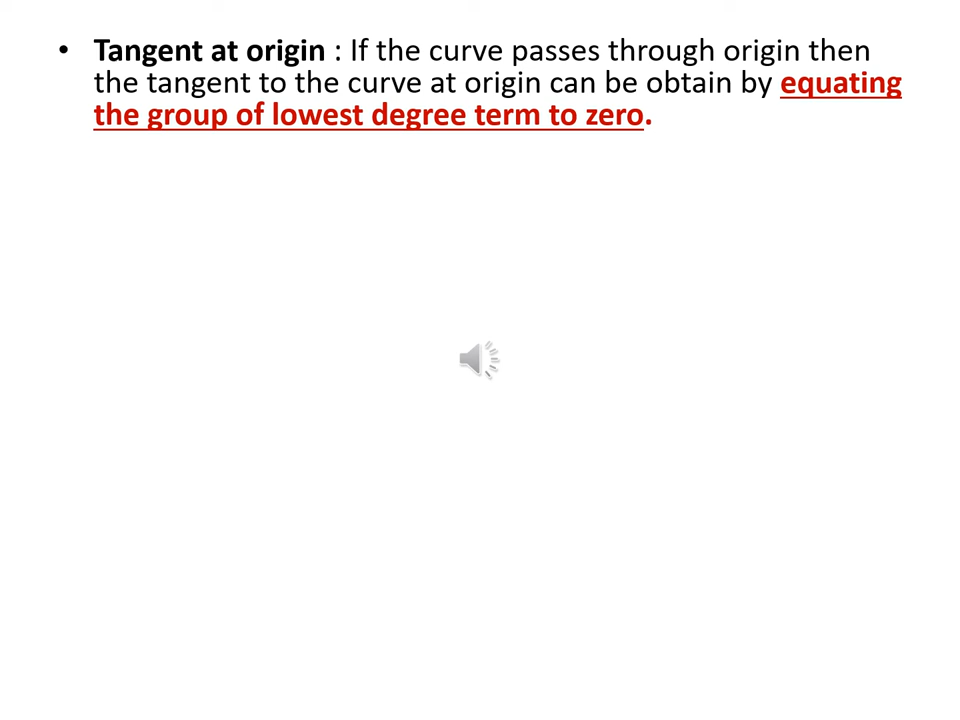 • Tangent at origin : If the curve passes through origin then
the tangent to the curve at origin can be obtain by equating
the group of lowest degree term to zero.